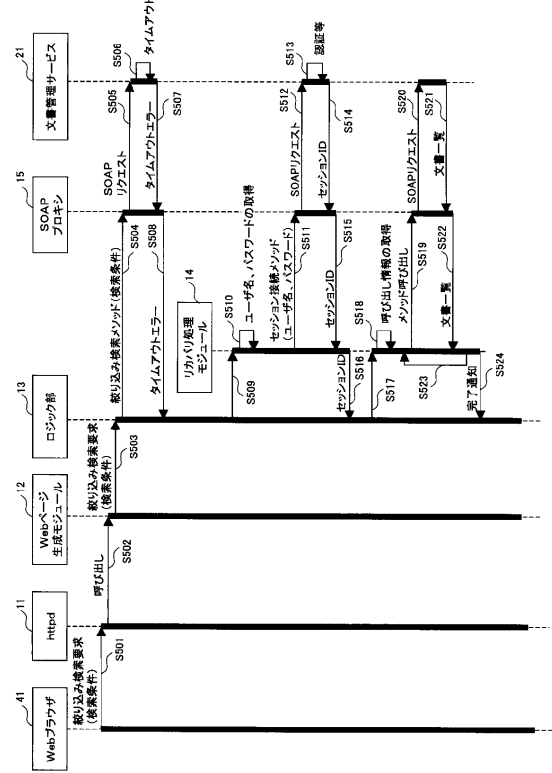 41
Webブラウザ
11
httpd
12
Webページ
生成モジュール
13
ロジック部
14
リカバリ処理
モジュール
15
SOAP
プロキシ
21
文書管理サービス
絞り込み検索要求
(検索条件)
S501
呼び出し
S502
絞り込み検索要求
(検索条件)
S503
絞り込み検索メソッド(検索条件)
S504
SOAP
リクエスト
S505
S506
タイムアウト
タイムアウトエラー
S507
S508
タイムアウトエラー
S509
S510
ユーザ名、パスワードの取得
セッション接続メソッド
(ユーザ名、パスワード)
S511
SOAPリクエスト
S512
S513
認証等
セッションID
S514
S515
セッションID
セッションID
S516
S517
S518
呼び出し情報の取得
メソッド呼び出し
S519
SOAPリクエスト
S520
S521
文書一覧
S522
文書一覧
S523
完了通知
S524